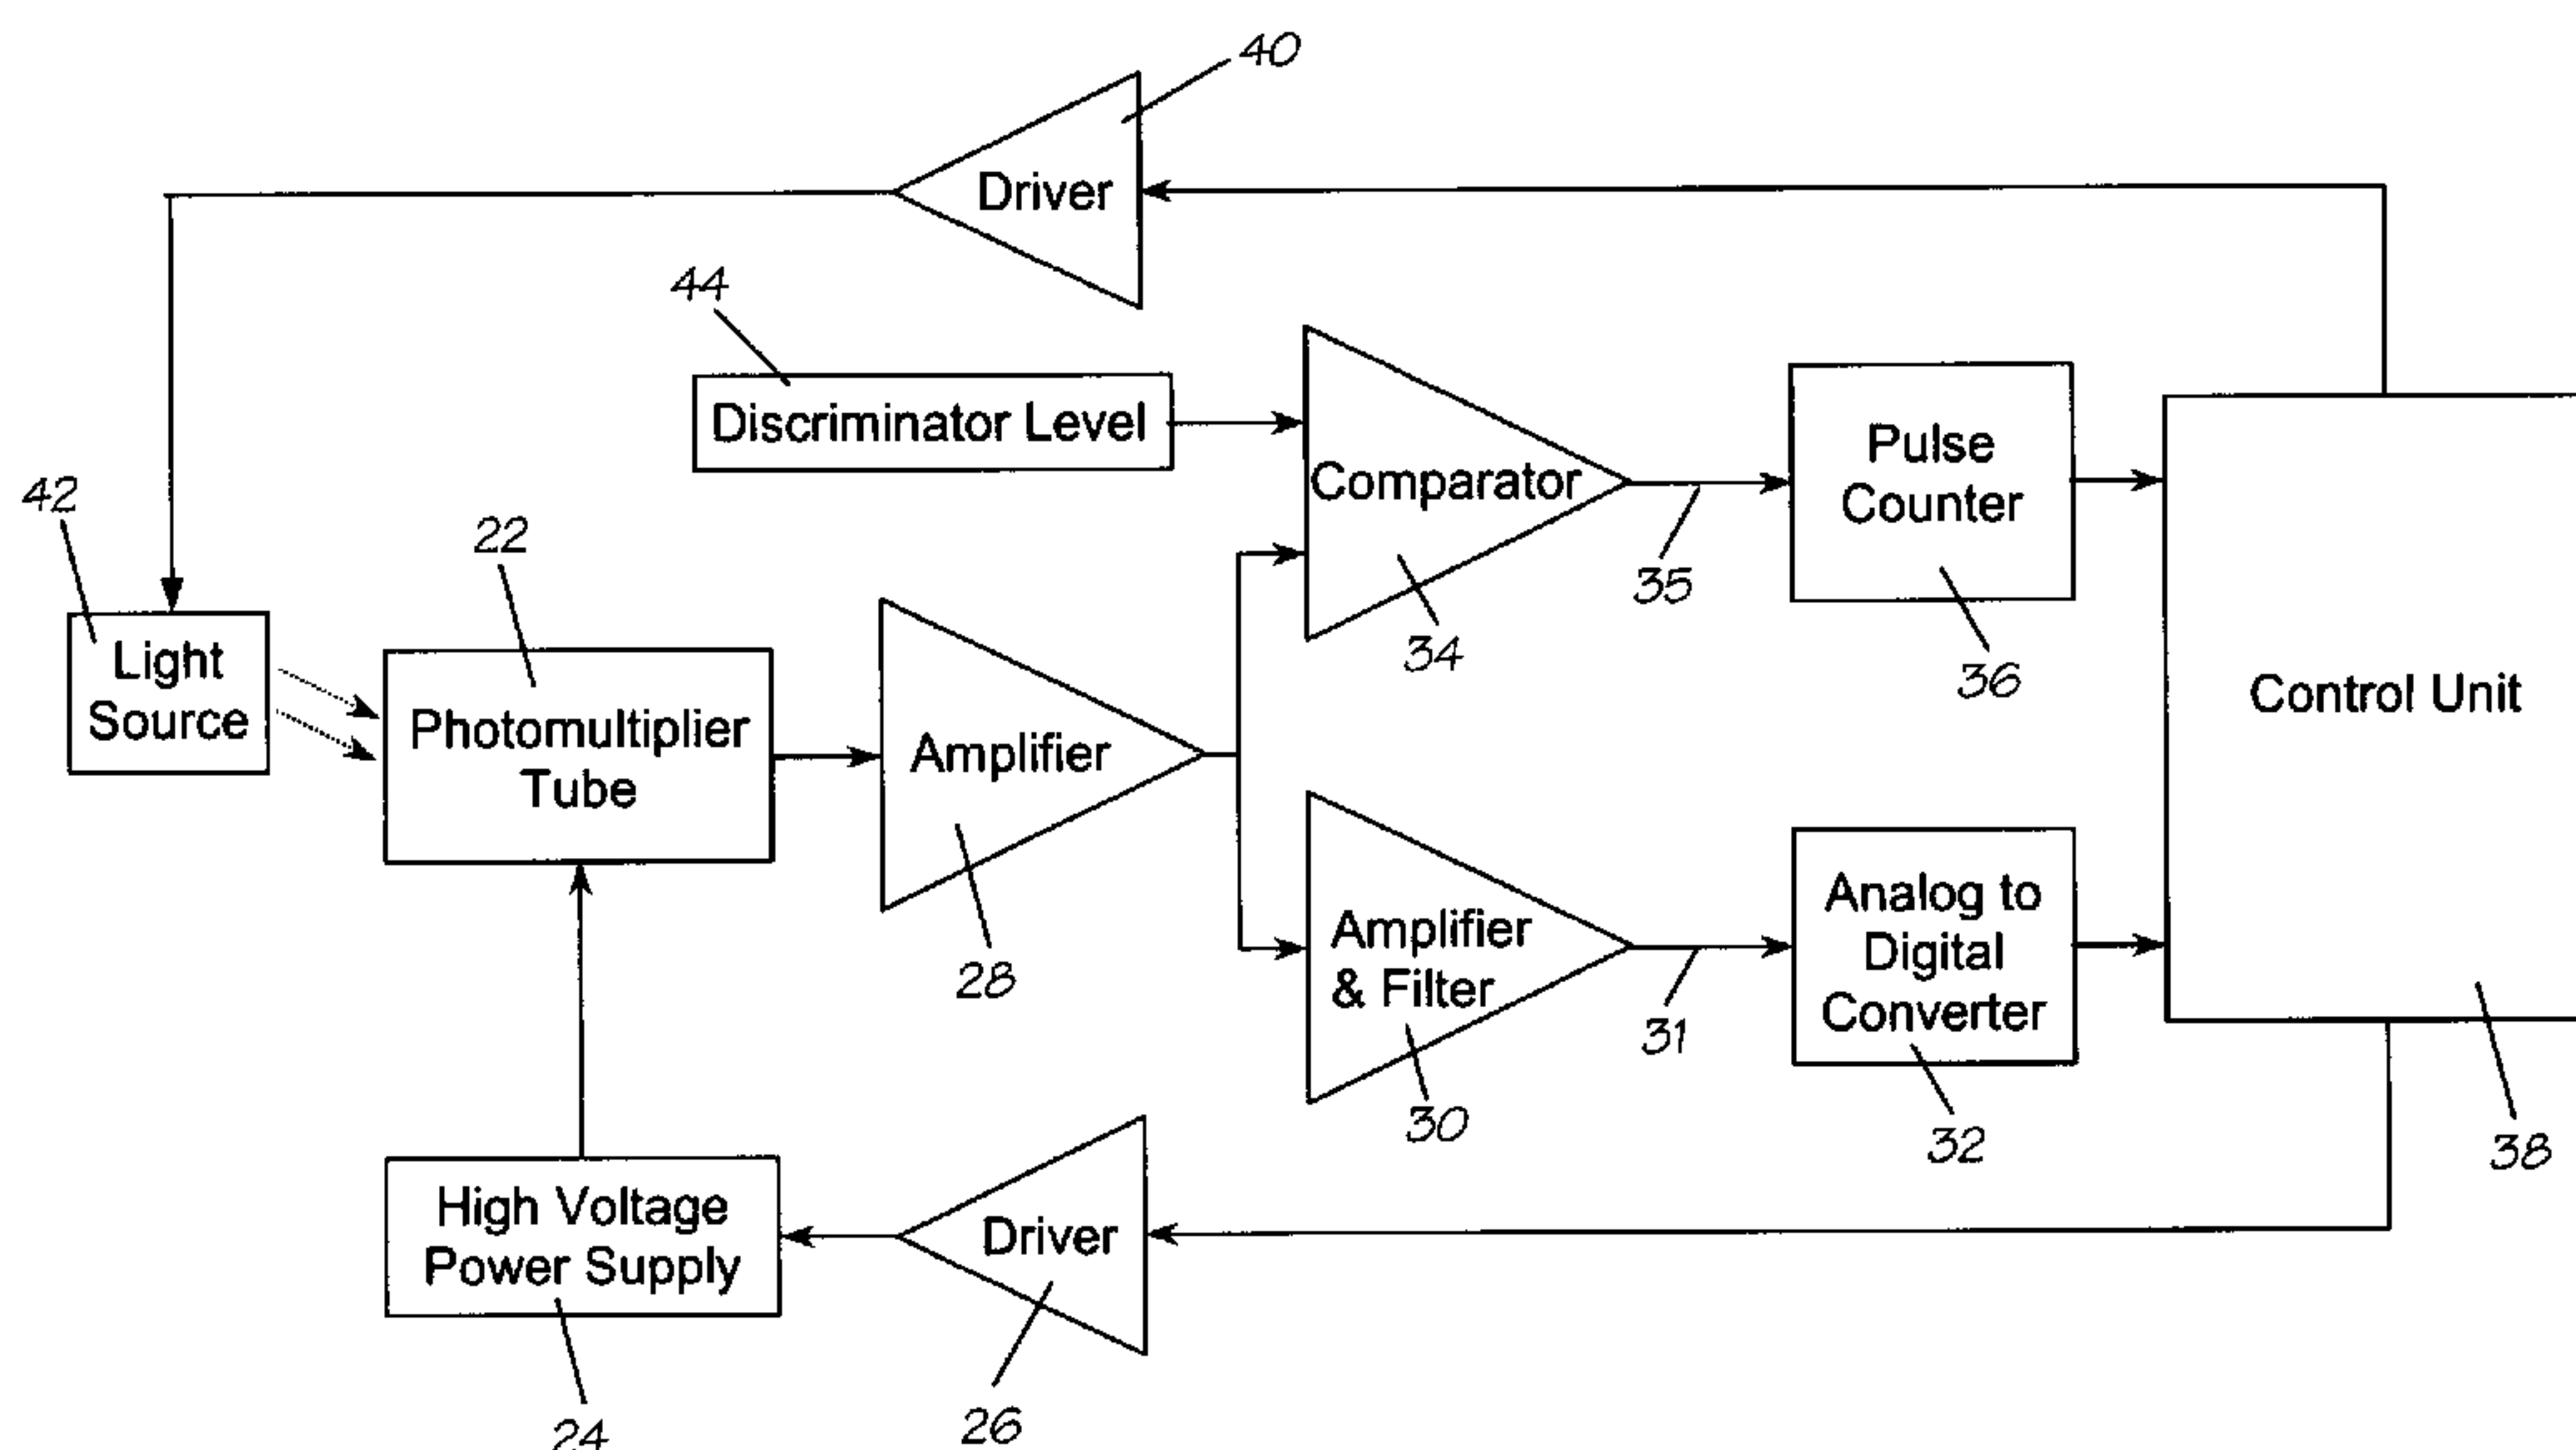 40
Driver
44
Discriminator Level
Comparator
34
35
Pulse
Counter
36
Control Unit
38
42
Light
Source
22
Photomultiplier
Tube
Amplifier
28
Amplifier
& Filter
30
31
Analog to
Digital
Converter
32
High Voltage
Power Supply
24
Driver
26